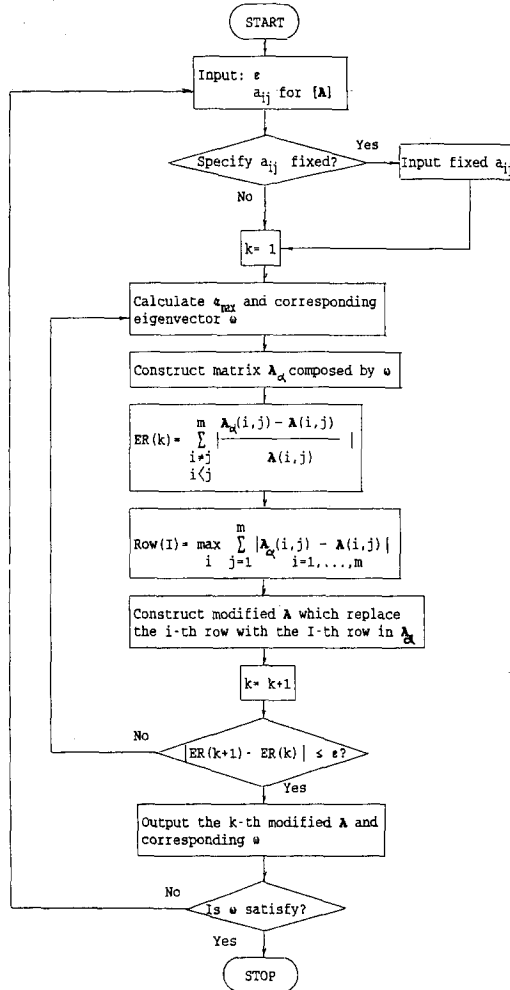 START
Input: ε
a_ij for [A]
Specify a_ij fixed?
Yes
Input fixed a_ij
No
k= 1
Calculate α_max and corresponding
eigenvector ω
Construct matrix A_α composed by ω
ER(k)= m ∑ i≠j i<j | A_α(i,j) - A(i,j) / A(i,j) |
Row(I)= max i m ∑ j=1 |A_α(i,j) - A(i,j)| i=1,...,m
Construct modified A which replace
the i-th row with the I-th row in A_α
k= k+1
No
|ER(k+1)- ER(k)| ≤ ε?
Yes
Output the k-th modified A and
corresponding ω
No
Is ω satisfy?
Yes
STOP